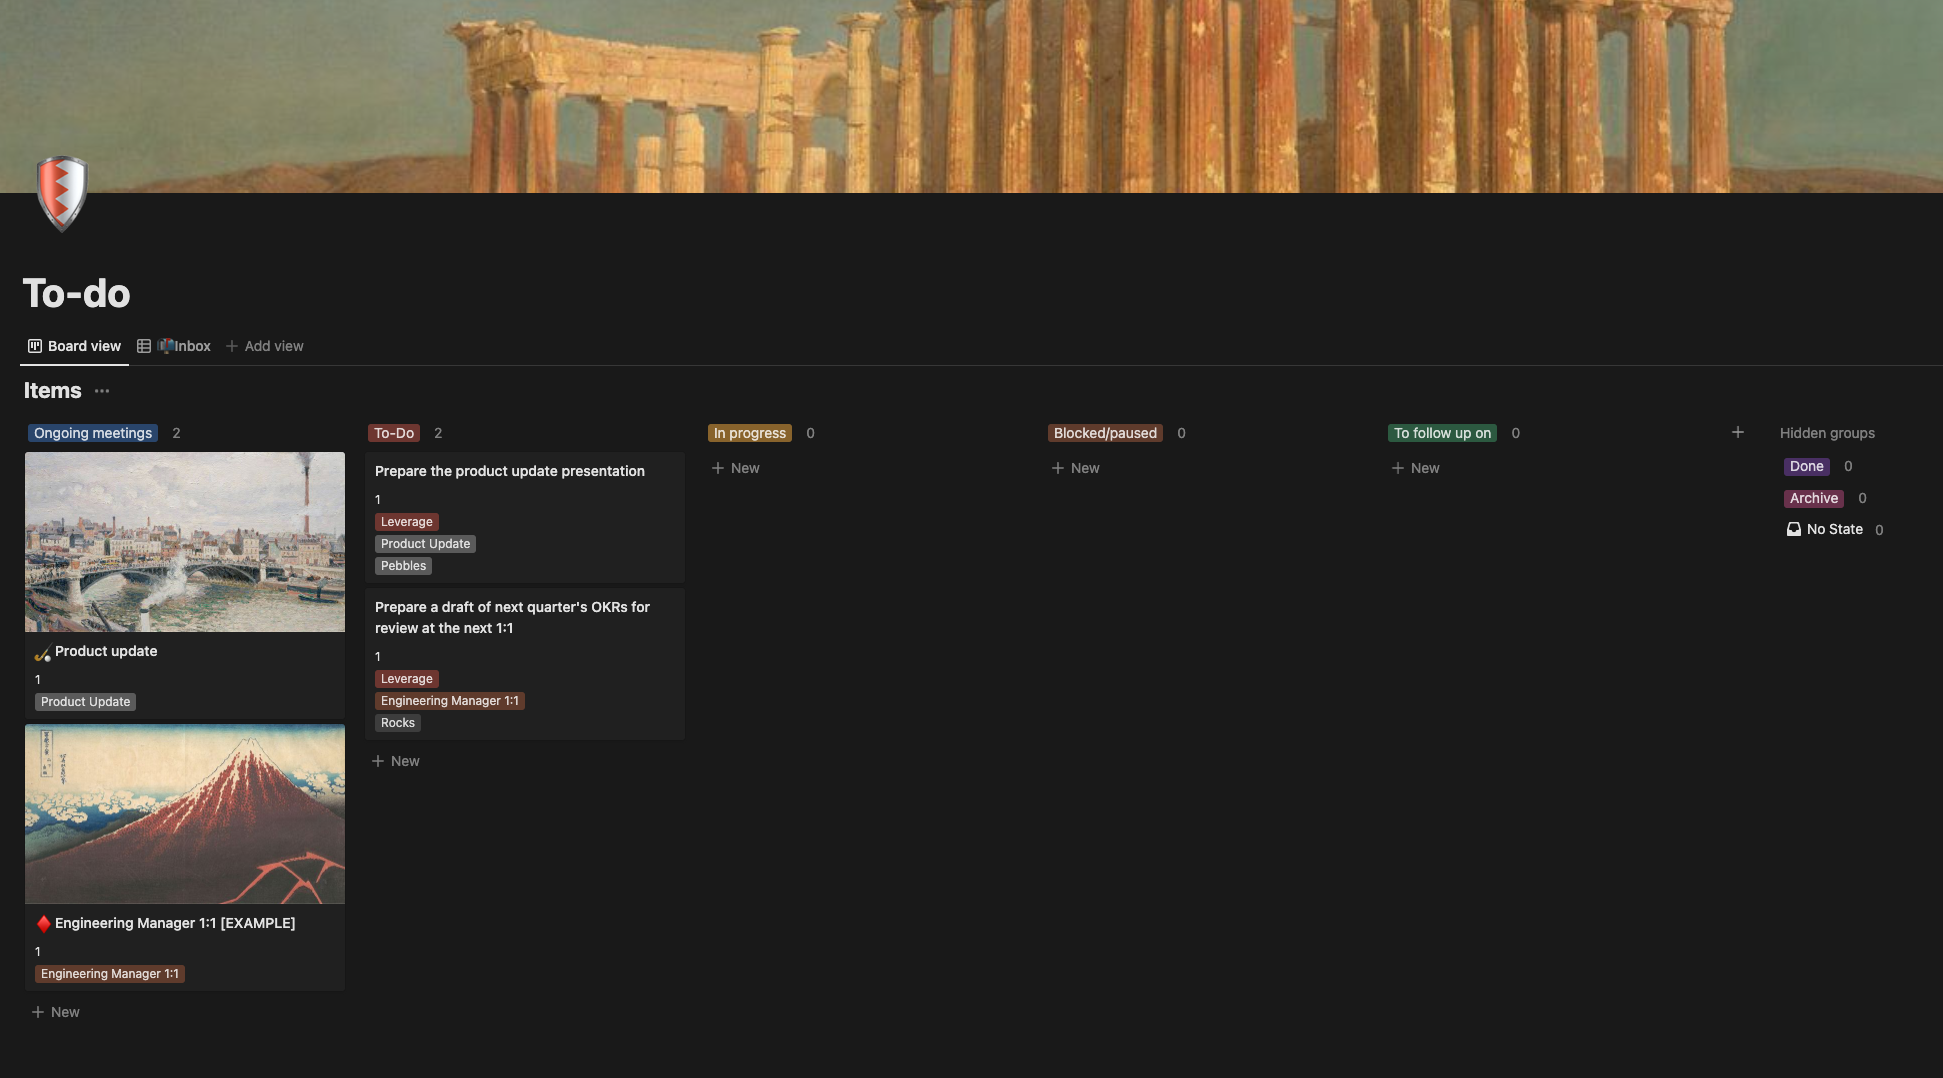 To-do
Board view
Inbox
Add view
Items
Ongoing meetings 2
Product update
1
Product Update
Engineering Manager 1:1 [EXAMPLE]
1
Engineering Manager 1:1
New
To-Do 2
Prepare the product update presentation
1
Leverage
Product Update
Pebbles
Prepare a draft of next quarter's OKRs for
review at the next 1:1
1
Leverage
Engineering Manager 1:1
Rocks
New
In progress 0
New
Blocked/paused 0
New
To follow up on 0
New
Hidden groups
Done 0
Archive 0
No State 0